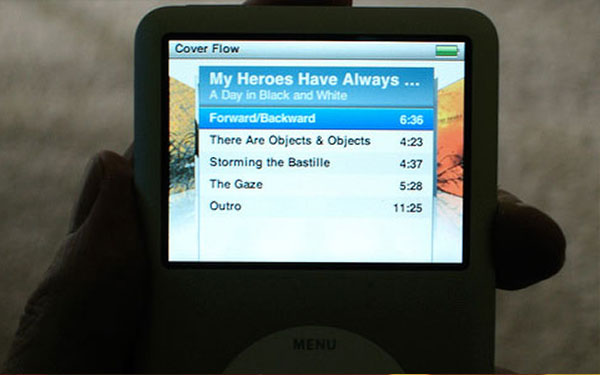 Cover Flow
My Heroes Have Always ...
A Day in Black and White
Forward/Backward 6:36
There Are Objects & Objects 4:23
Storming the Bastille 4:37
The Gaze 5:28
Outro 11:25
MENU